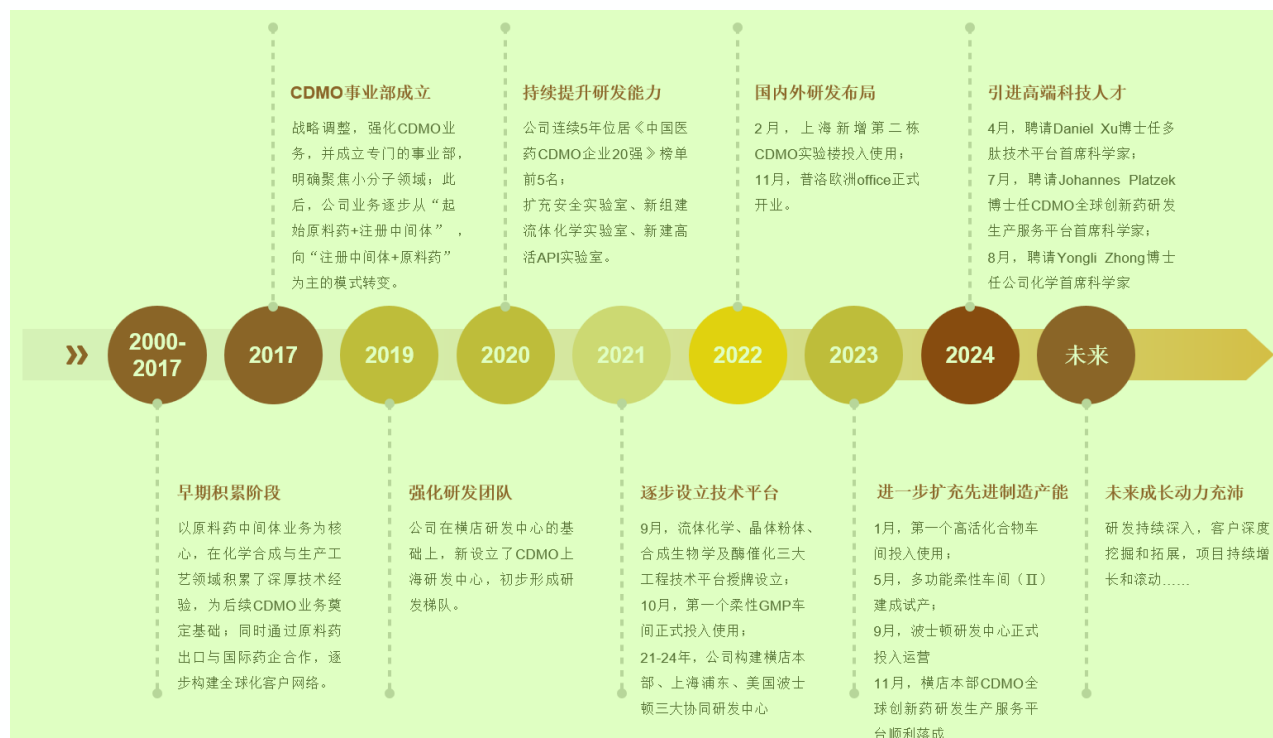 CDMO事业部成立
战略调整，强化CDMO业
务，并成立专门的事业部，
明确聚焦小分子领域；此
后，公司业务逐步从“起
始原料药+注册中间体”，
向“注册中间体+原料药”
为主的模式转变。
持续提升研发能力
公司连续5年位居《中国医
药CDMO企业20强》榜单
前5名；
扩充安全实验室、新组建
流体化学实验室、新建高
活API实验室。
国内外研发布局
2月，上海新增第二栋
CDMO实验楼投入使用；
11月，普洛欧洲office正式
开业。
引进高端科技人才
4月，聘请Daniel Xu博士任多
肽技术平台首席科学家；
7月，聘请Johannes Platzek
博士任CDMO全球创新药研发
生产服务平台首席科学家；
8月，聘请Yongli Zhong博士
任公司化学首席科学家
2000-
2017
2017
2019
2020
2021
2022
2023
2024
未来
早期积累阶段
以原料药中间体业务为核
心，在化学合成与生产工
艺领域积累了深厚技术经
验，为后续CDMO业务奠
定基础；同时通过原料药
出口与国际药企合作，逐
步构建全球化客户网络。
强化研发团队
公司在横店研发中心的基
础上，新设立了CDMO上
海研发中心，初步形成研
发梯队。
逐步设立技术平台
9月，流体化学、晶体粉体、
合成生物学及酶催化三大
工程技术平台授牌设立；
10月，第一个柔性GMP车
间正式投入使用；
21-24年，公司构建横店本
部、上海浦东、美国波士
顿三大协同研发中心
进一步扩充先进制造产能
1月，第一个高活化合物车
间投入使用；
5月，多功能柔性车间（Ⅱ）
建成试产；
9月，波士顿研发中心正式
投入运营
11月，横店本部CDMO全
球创新药研发生产服务平
台顺利落成
未来成长动力充沛
研发持续深入，客户深度
挖掘和拓展，项目持续增
长和滚动……